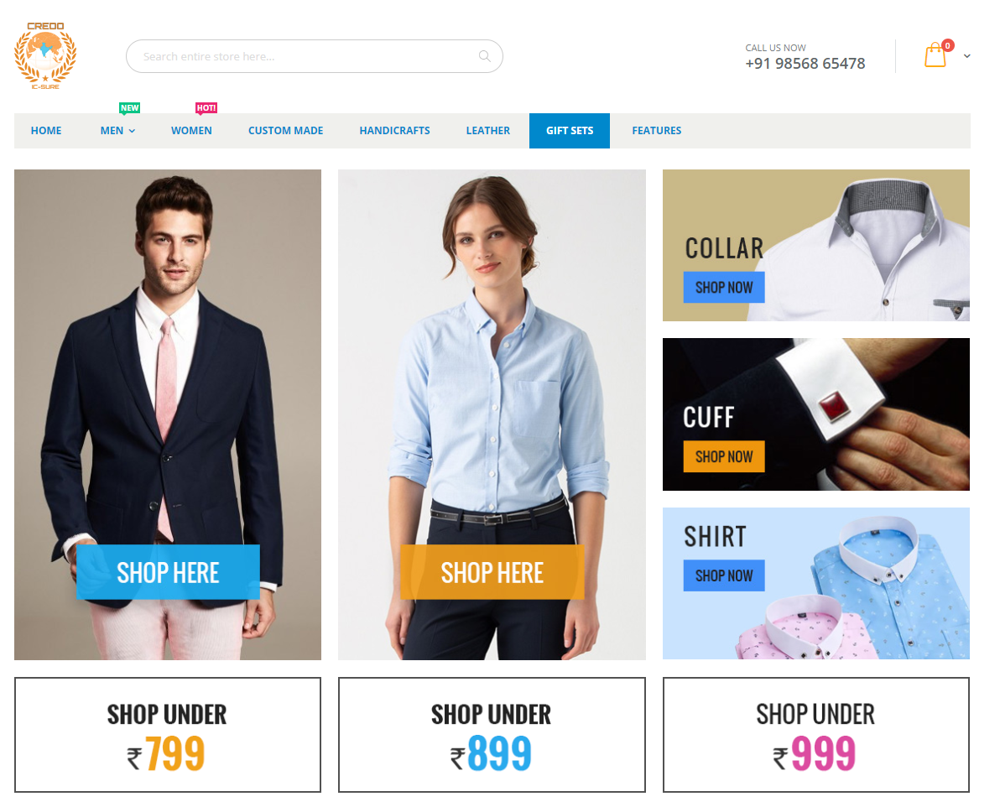 CREDO
IC-SURE
Search entire store here...
CALL US NOW
+91 98568 65478
0
NEW
HOT!
HOME MEN WOMEN CUSTOM MADE HANDICRAFTS LEATHER GIFT SETS FEATURES
COLLAR
SHOP NOW
CUFF
SHOP NOW
SHIRT
SHOP NOW
SHOP HERE
SHOP HERE
SHOP UNDER
₹799
SHOP UNDER
₹899
SHOP UNDER
₹999